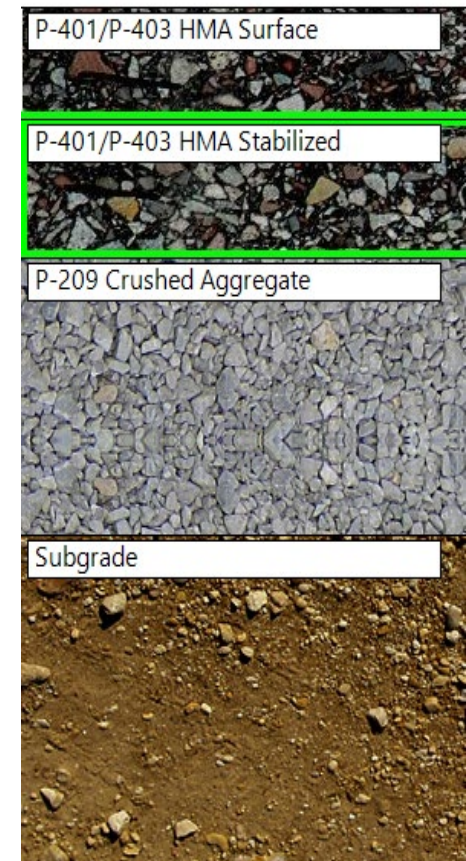 P-401/P-403 HMA Surface
P-401/P-403 HMA Stabilized
P-209 Crushed Aggregate
Subgrade